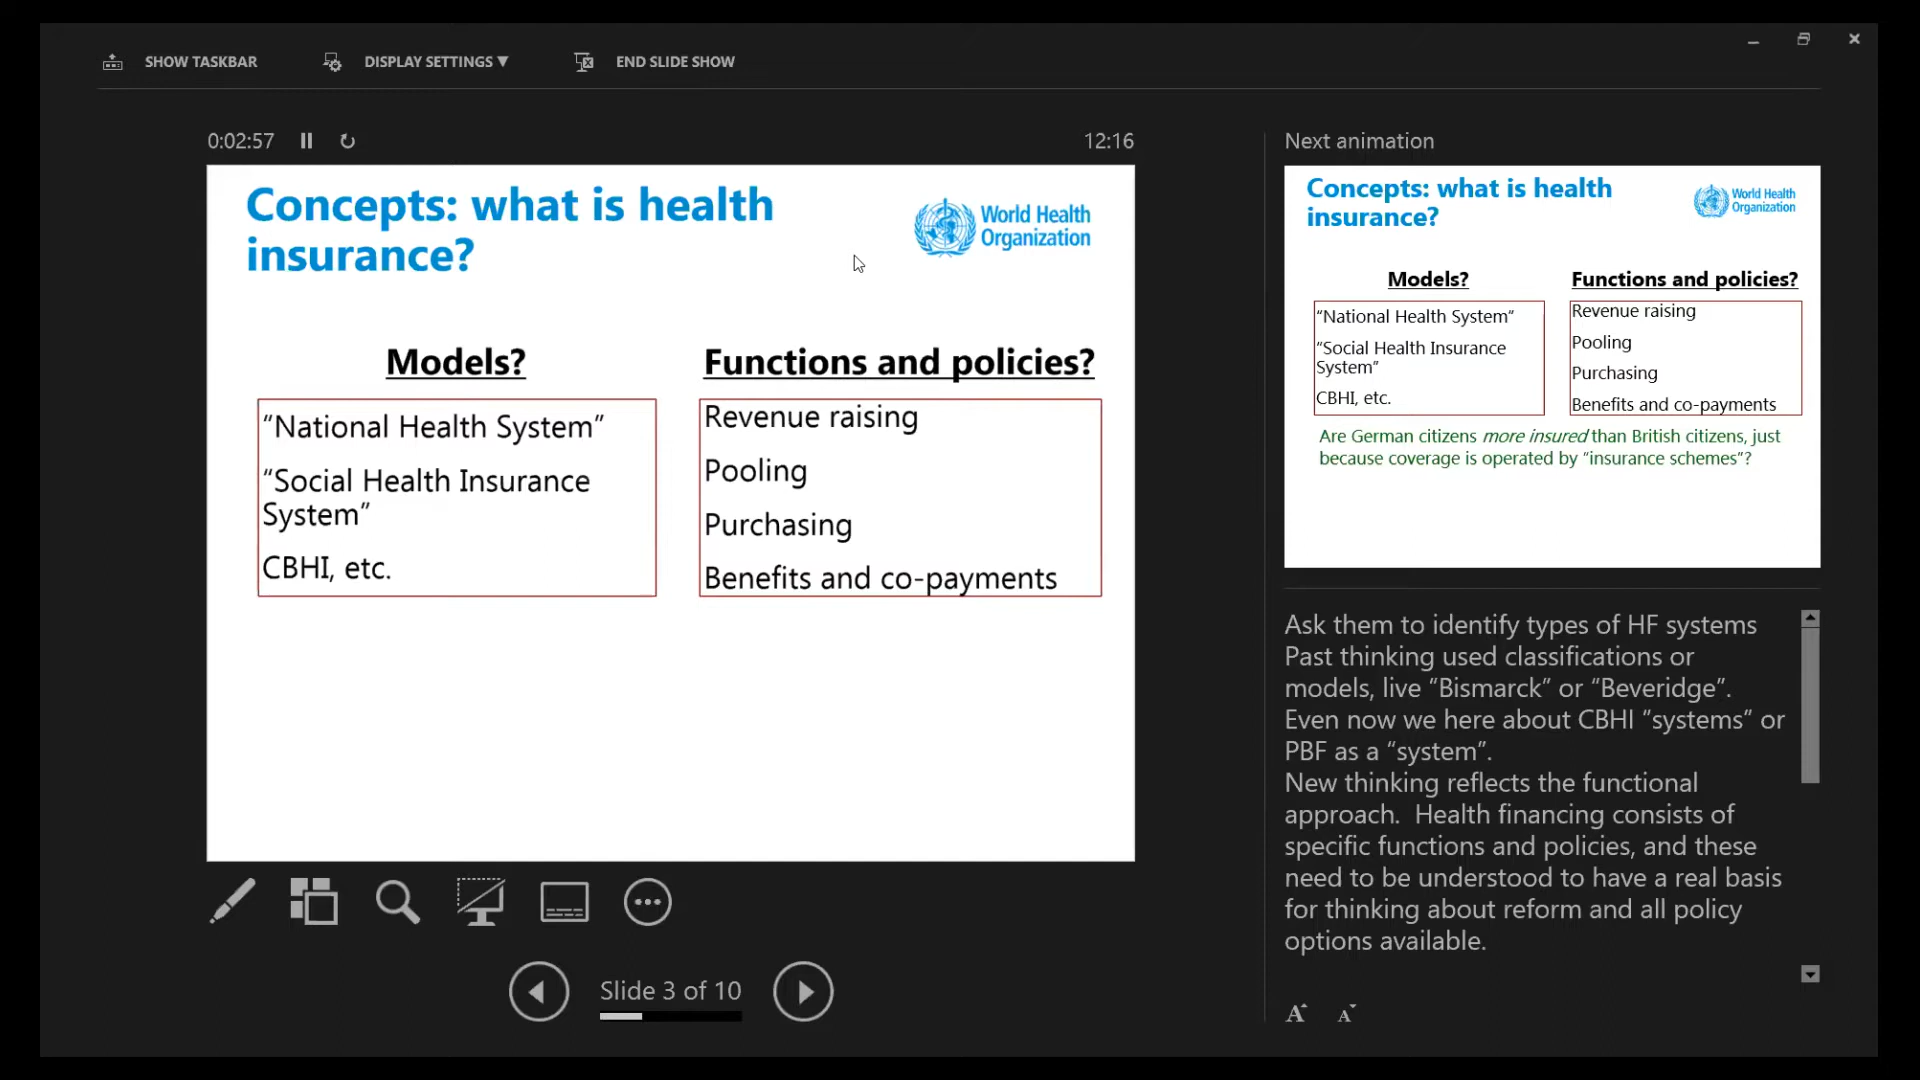 SHOW TASKBAR
DISPLAY SETTINGS ▼
END SLIDE SHOW
0:02:57
12:16
Concepts: what is health
insurance?
World Health
Organization
Models?
"National Health System"
"Social Health Insurance
System"
CBHI, etc.
Functions and policies?
Revenue raising
Pooling
Purchasing
Benefits and co-payments
Slide 3 of 10
Next animation
Concepts: what is health
insurance?
World Health
Organization
Models?
"National Health System"
"Social Health Insurance
System"
CBHI, etc.
Functions and policies?
Revenue raising
Pooling
Purchasing
Benefits and co-payments
Are German citizens more insured than British citizens, just
because coverage is operated by "insurance schemes"?
Ask them to identify types of HF systems
Past thinking used classifications or
models, live "Bismarck" or "Beveridge".
Even now we here about CBHI "systems" or
PBF as a "system".
New thinking reflects the functional
approach.  Health financing consists of
specific functions and policies, and these
need to be understood to have a real basis
for thinking about reform and all policy
options available.
A A